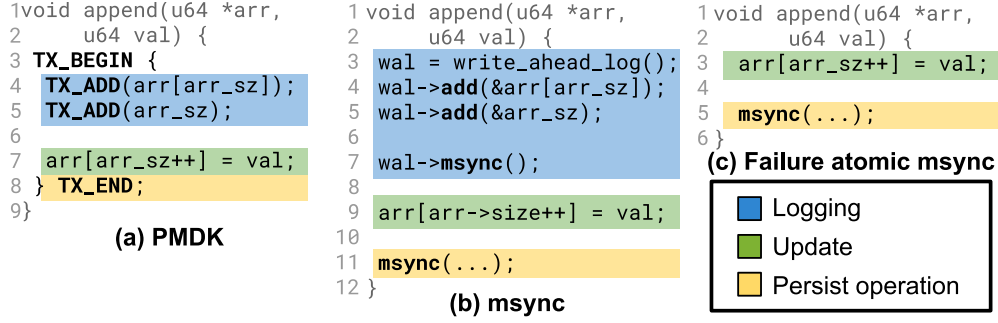 1void append(u64 *arr,
2 u64 val) {
3 TX_BEGIN {
4 TX_ADD(arr[arr_sz]);
5 TX_ADD(arr_sz);
6
7 arr[arr_sz++] = val;
8 } TX_END;
9}
(a) PMDK
1void append(u64 *arr,
2 u64 val) {
3 wal = write_ahead_log();
4 wal->add(&arr[arr_sz]);
5 wal->add(&arr_sz);
6
7 wal->msync();
8
9 arr[arr->size++] = val;
10
11 msync(...);
12 }
(b) msync
1void append(u64 *arr,
2 u64 val) {
3 arr[arr_sz++] = val;
4
5 msync(...);
6}
(c) Failure atomic msync
Logging
Update
Persist operation